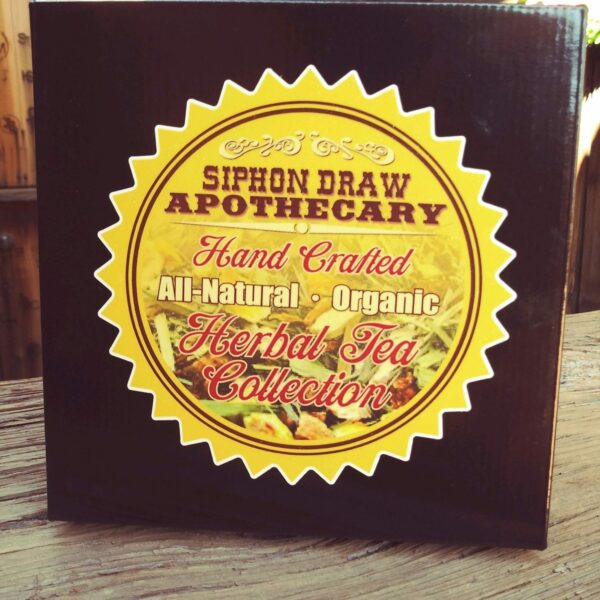 SIPHON DRAW
APOTHECARY
Hand Crafted
All-Natural · Organic
Herbal Tea
Collection